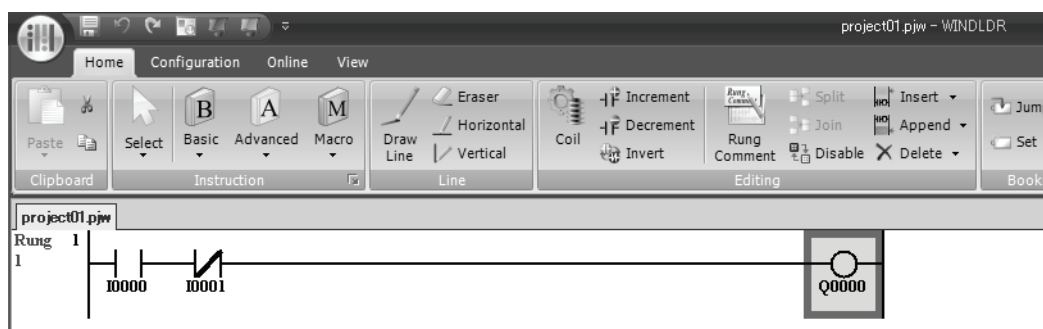 project01.pjw - WINDLDR
Home Configuration Online View
Paste
Select
B
Basic
A
Advanced
M
Macro
Draw Line
Eraser
Horizontal
Vertical
Coil
Increment
Decrement
Invert
Rung Comment
Rung Comment
Split
Join
Disable
Insert
Append
Delete
Jum
Set
Clipboard Instruction Line Editing Book
project01.pjw
Rung 1
1
I0000 I0001 Q0000